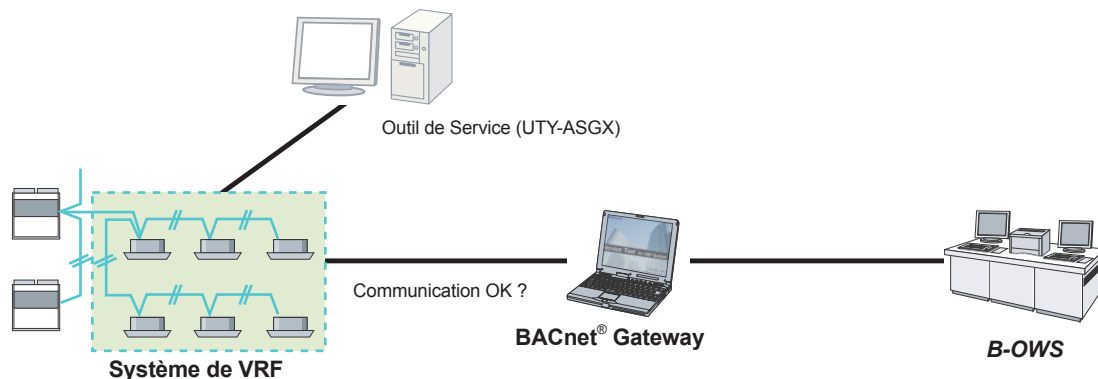 Outil de Service (UTY-ASGX)
Communication OK ?
BACnet® Gateway
B-OWS
Système de VRF